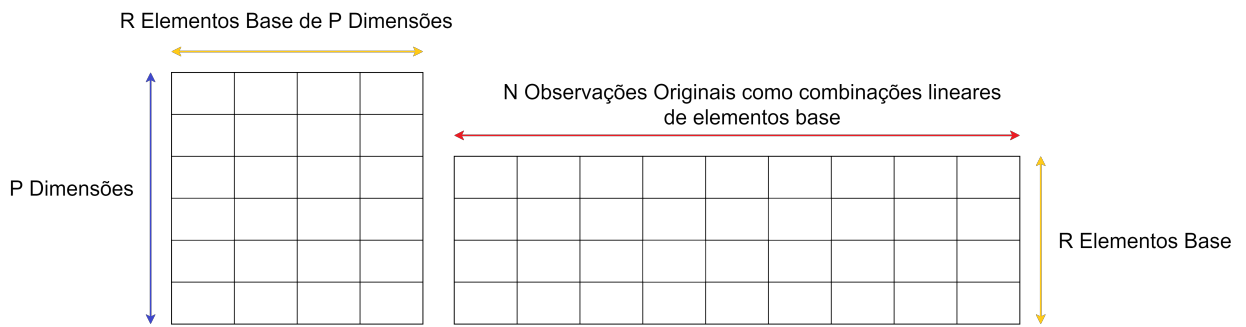 R Elementos Base de P Dimensões
N Observações Originais como combinações lineares
de elementos base
P Dimensões
R Elementos Base